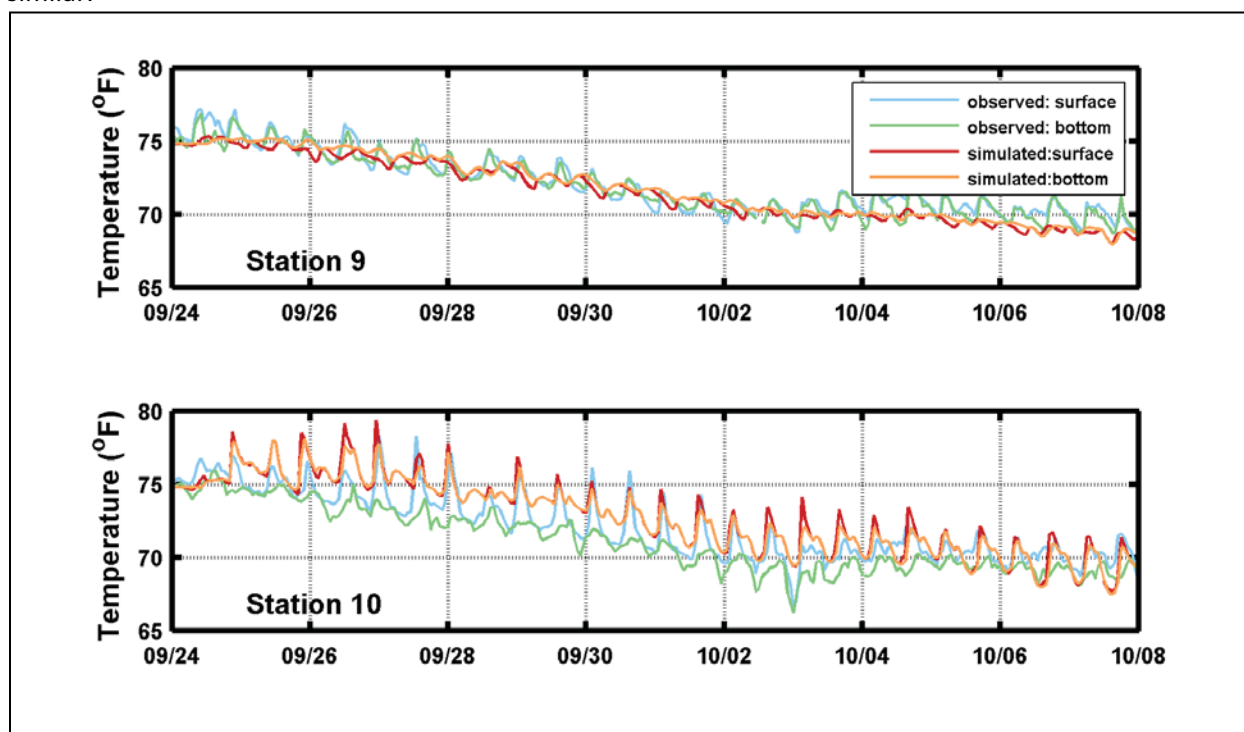 similar.
80
75
70
65
Temperature (°F)
observed: surface
observed: bottom
simulated:surface
simulated:bottom
Station 9
09/24 09/26 09/28 09/30 10/02 10/04 10/06 10/08
80
75
70
65
Temperature (°F)
Station 10
09/24 09/26 09/28 09/30 10/02 10/04 10/06 10/08